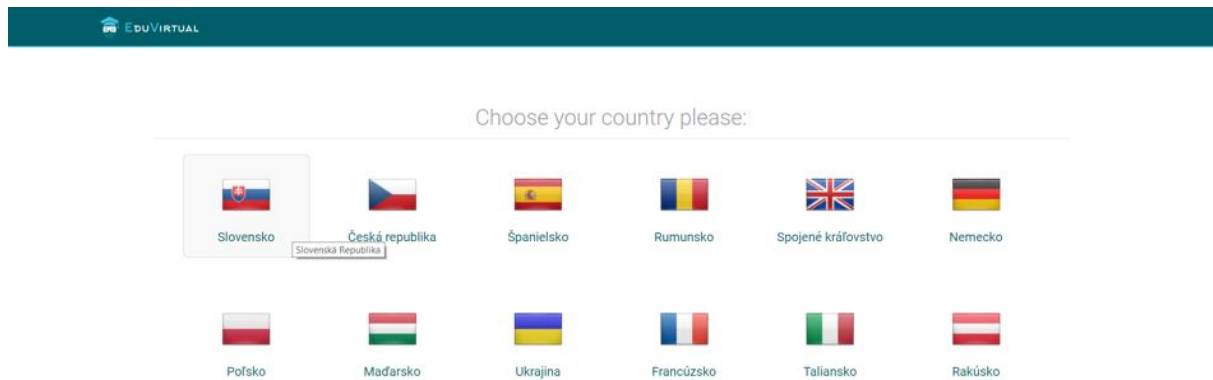 EDUVIRTUAL
Choose your country please:
Slovensko Česká republika Španielsko Rumunsko Spojené kráľovstvo Nemecko
Slovenská Republika
Poľsko Maďarsko Ukrajina Francúzsko Taliansko Rakúsko